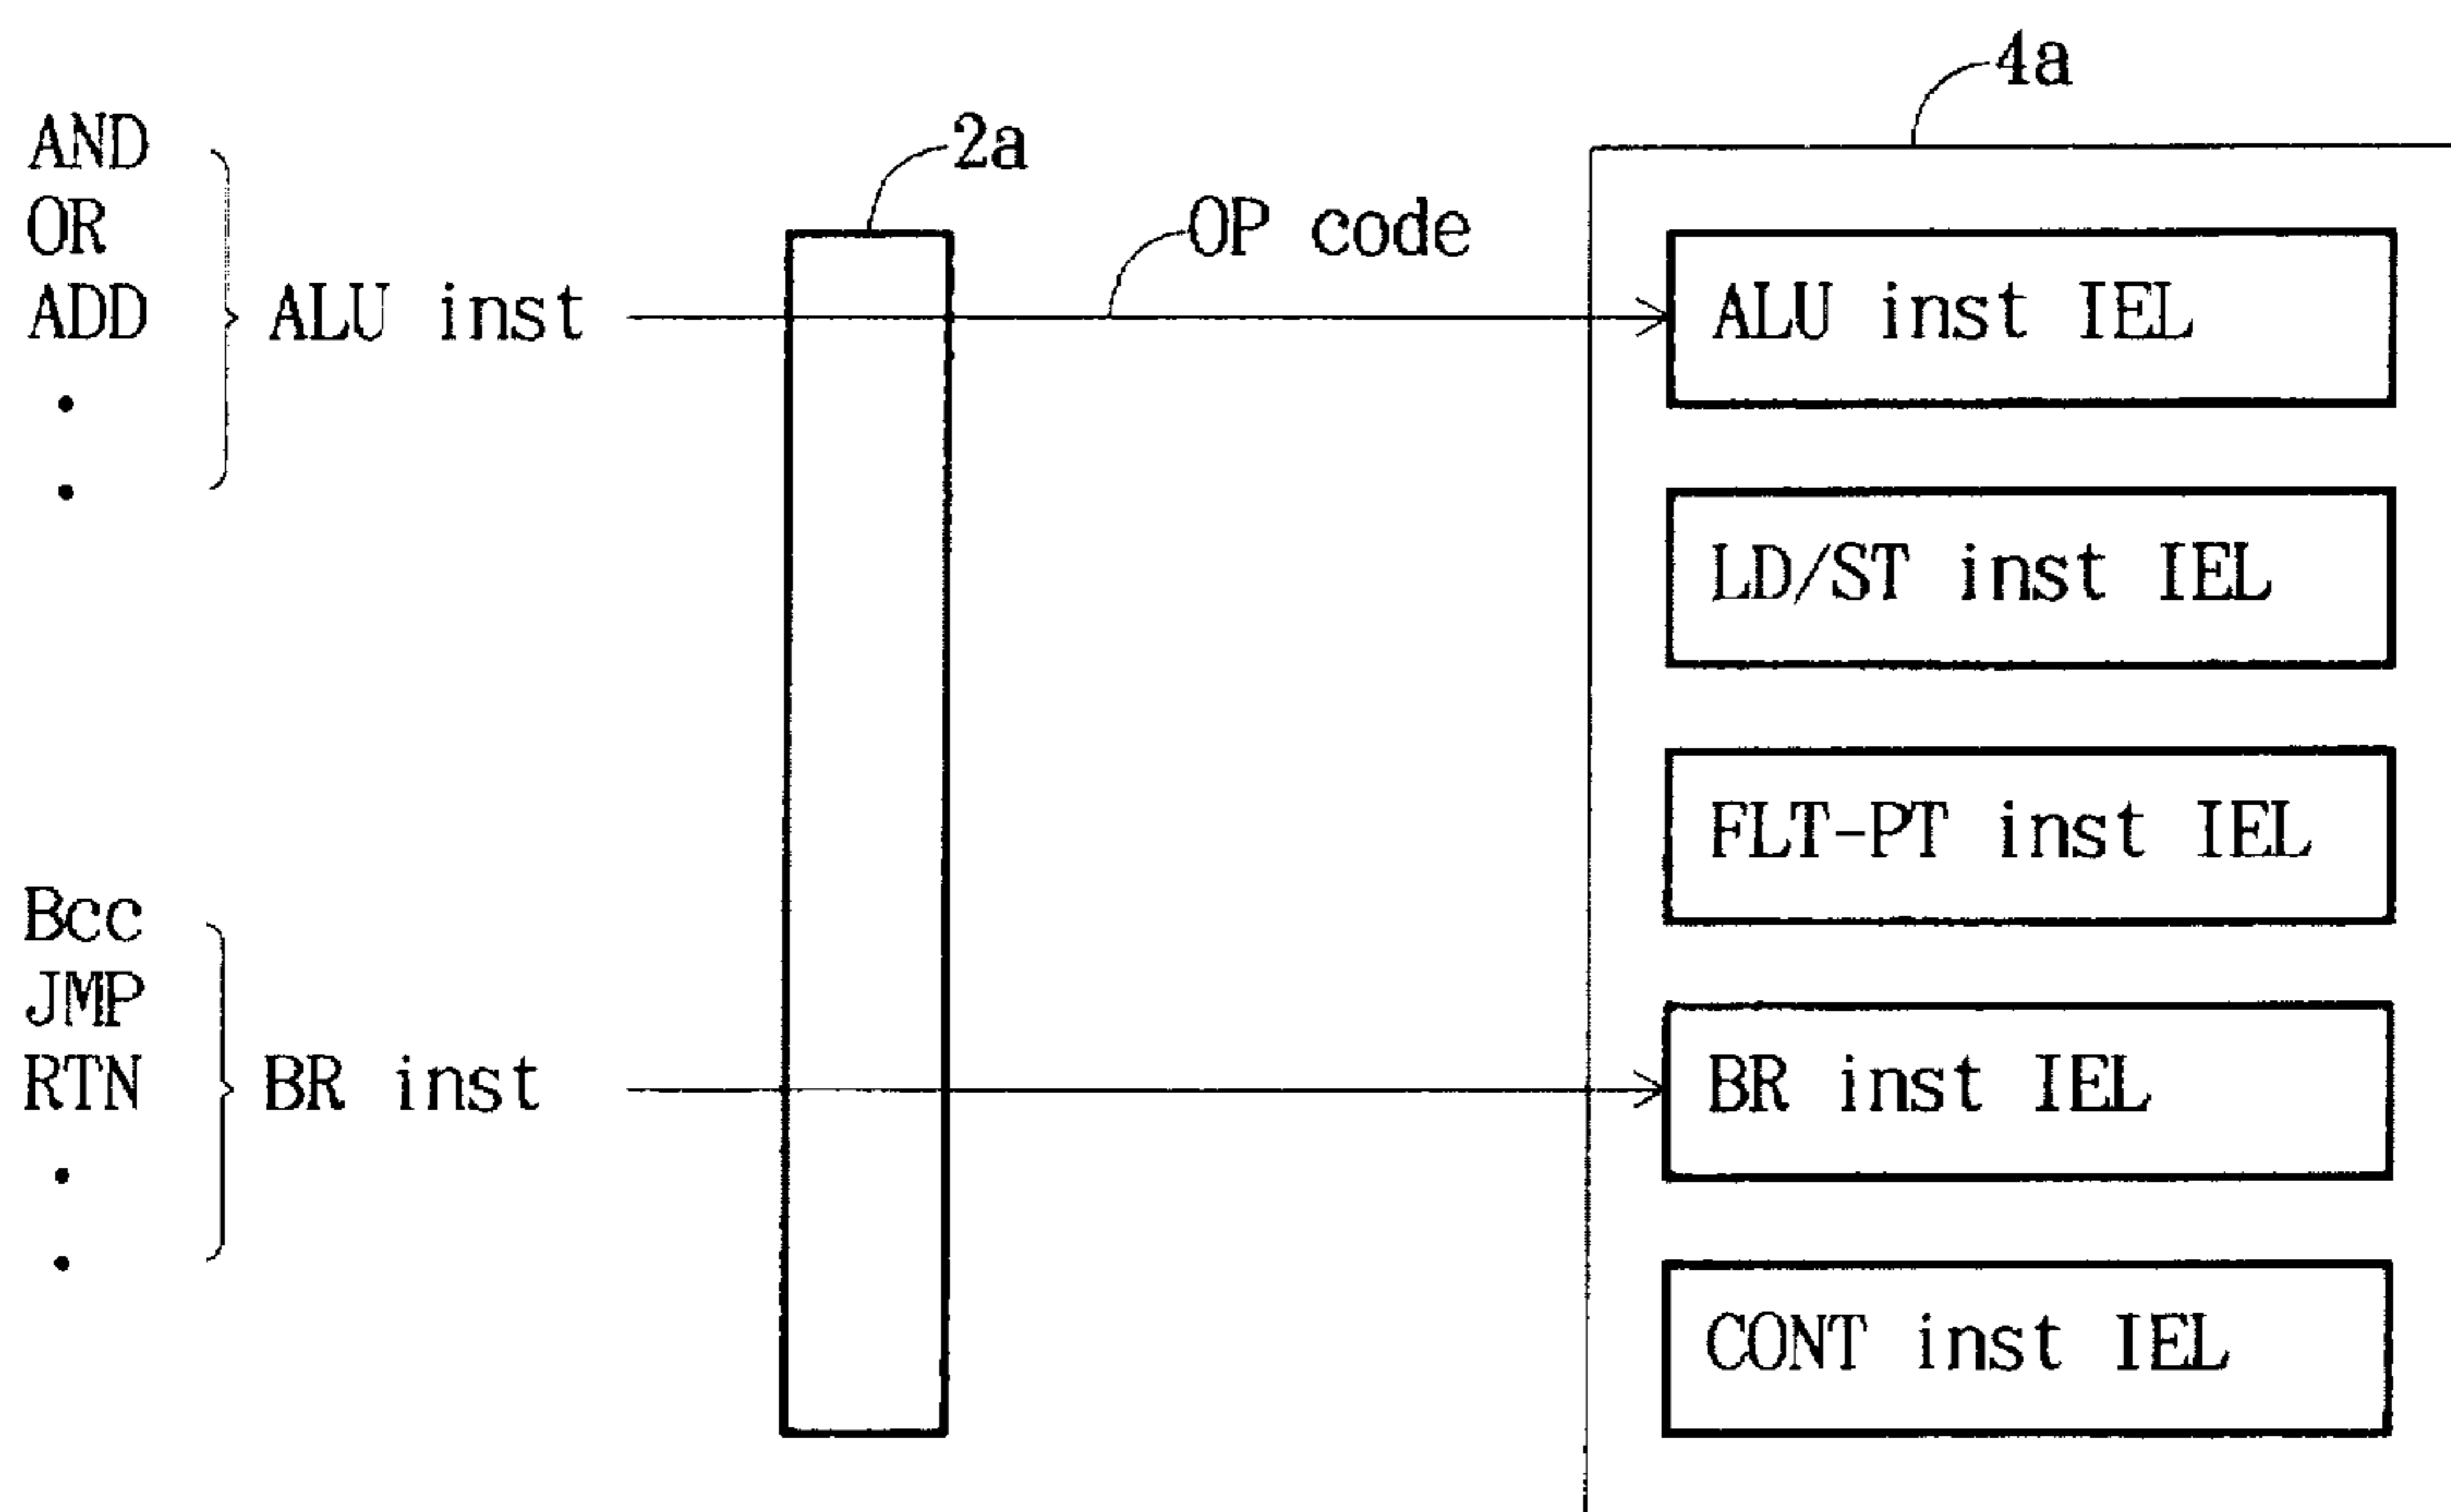 4a
2a
AND
OR
ADD
ALU inst
OP code
ALU inst IEL
LD/ST inst IEL
FLT-PT inst IEL
Bcc
JMP
RTN
BR inst
BR inst IEL
CONT inst IEL